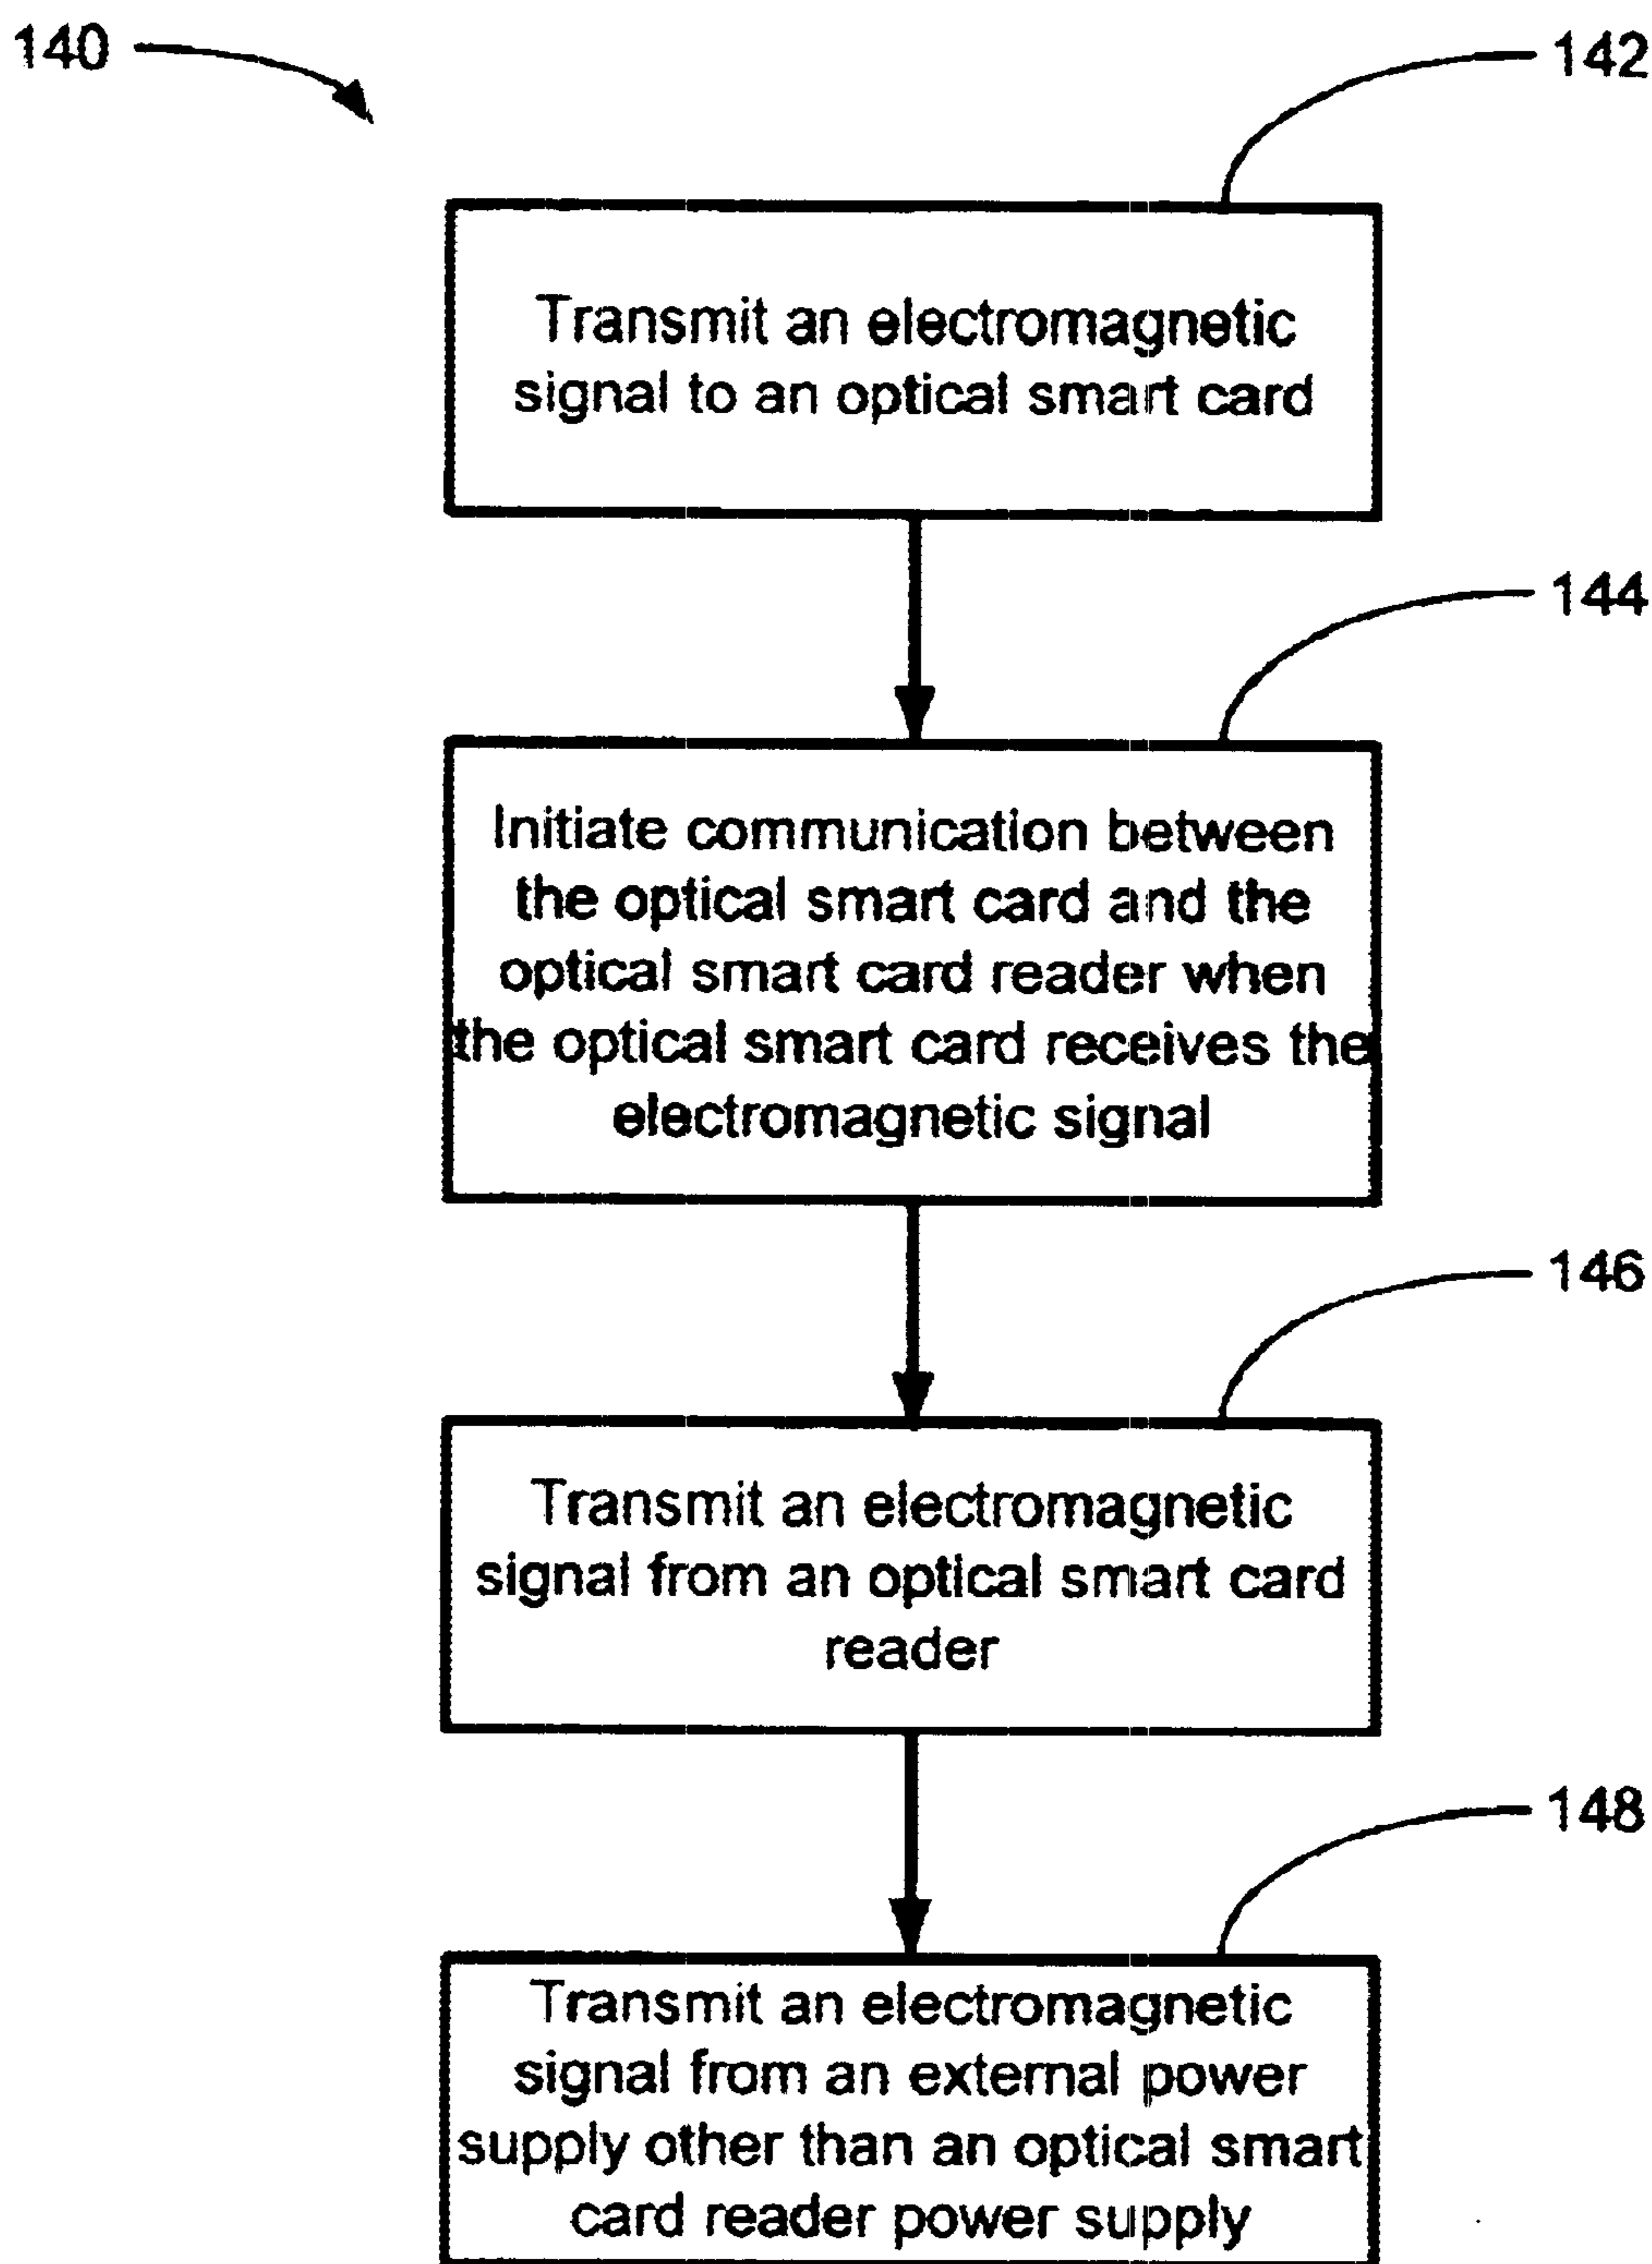 140
142
Transmit an electromagnetic
signal to an optical smart card
144
Initiate communication between
the optical smart card and the
optical smart card reader when
the optical smart card receives the
electromagnetic signal
146
Transmit an electromagnetic
signal from an optical smart card
reader
148
Transmit an electromagnetic
signal from an external power
supply other than an optical smart
card reader power supply